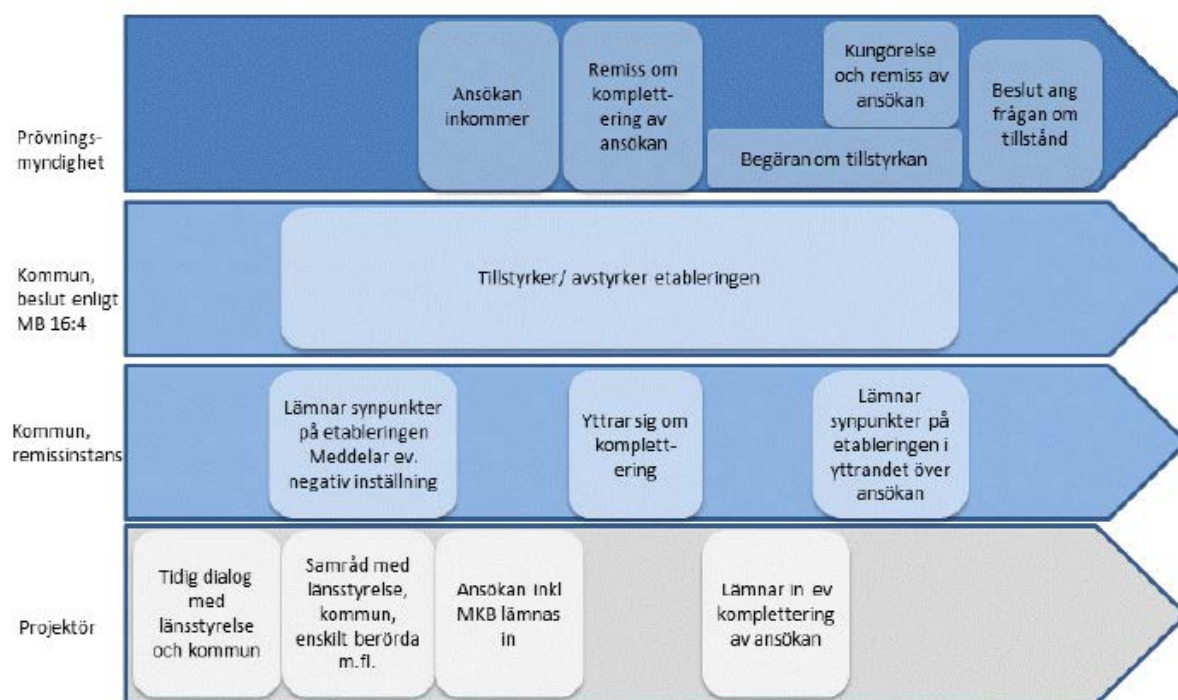 Prövnings-
myndighet
Ansökan
inkommer
Remiss om
komplett-
ering av
ansökan
Kungörelse
och remiss av
ansökan
Begäran om tillstyrkan
Beslut ang
frågan om
tillstånd
Kommun,
beslut enligt
MB 16:4
Tillstyrker/ avstyrker etableringen
Kommun,
remissinstans
Lämnar synpunkter
på etableringen
Meddelar ev.
negativ inställning
Yttrar sig om
komplett-
ering
Lämnar
synpunkter på
etableringen i
yttrandet över
ansökan
Projektör
Tidig dialog
med
länsstyrelse
och kommun
Samråd med
länsstyrelse,
kommun,
enskilt berörda
m.fl.
Ansökan inkl
MKB lämnas
in
Lämnar in ev
komplettering
av ansökan